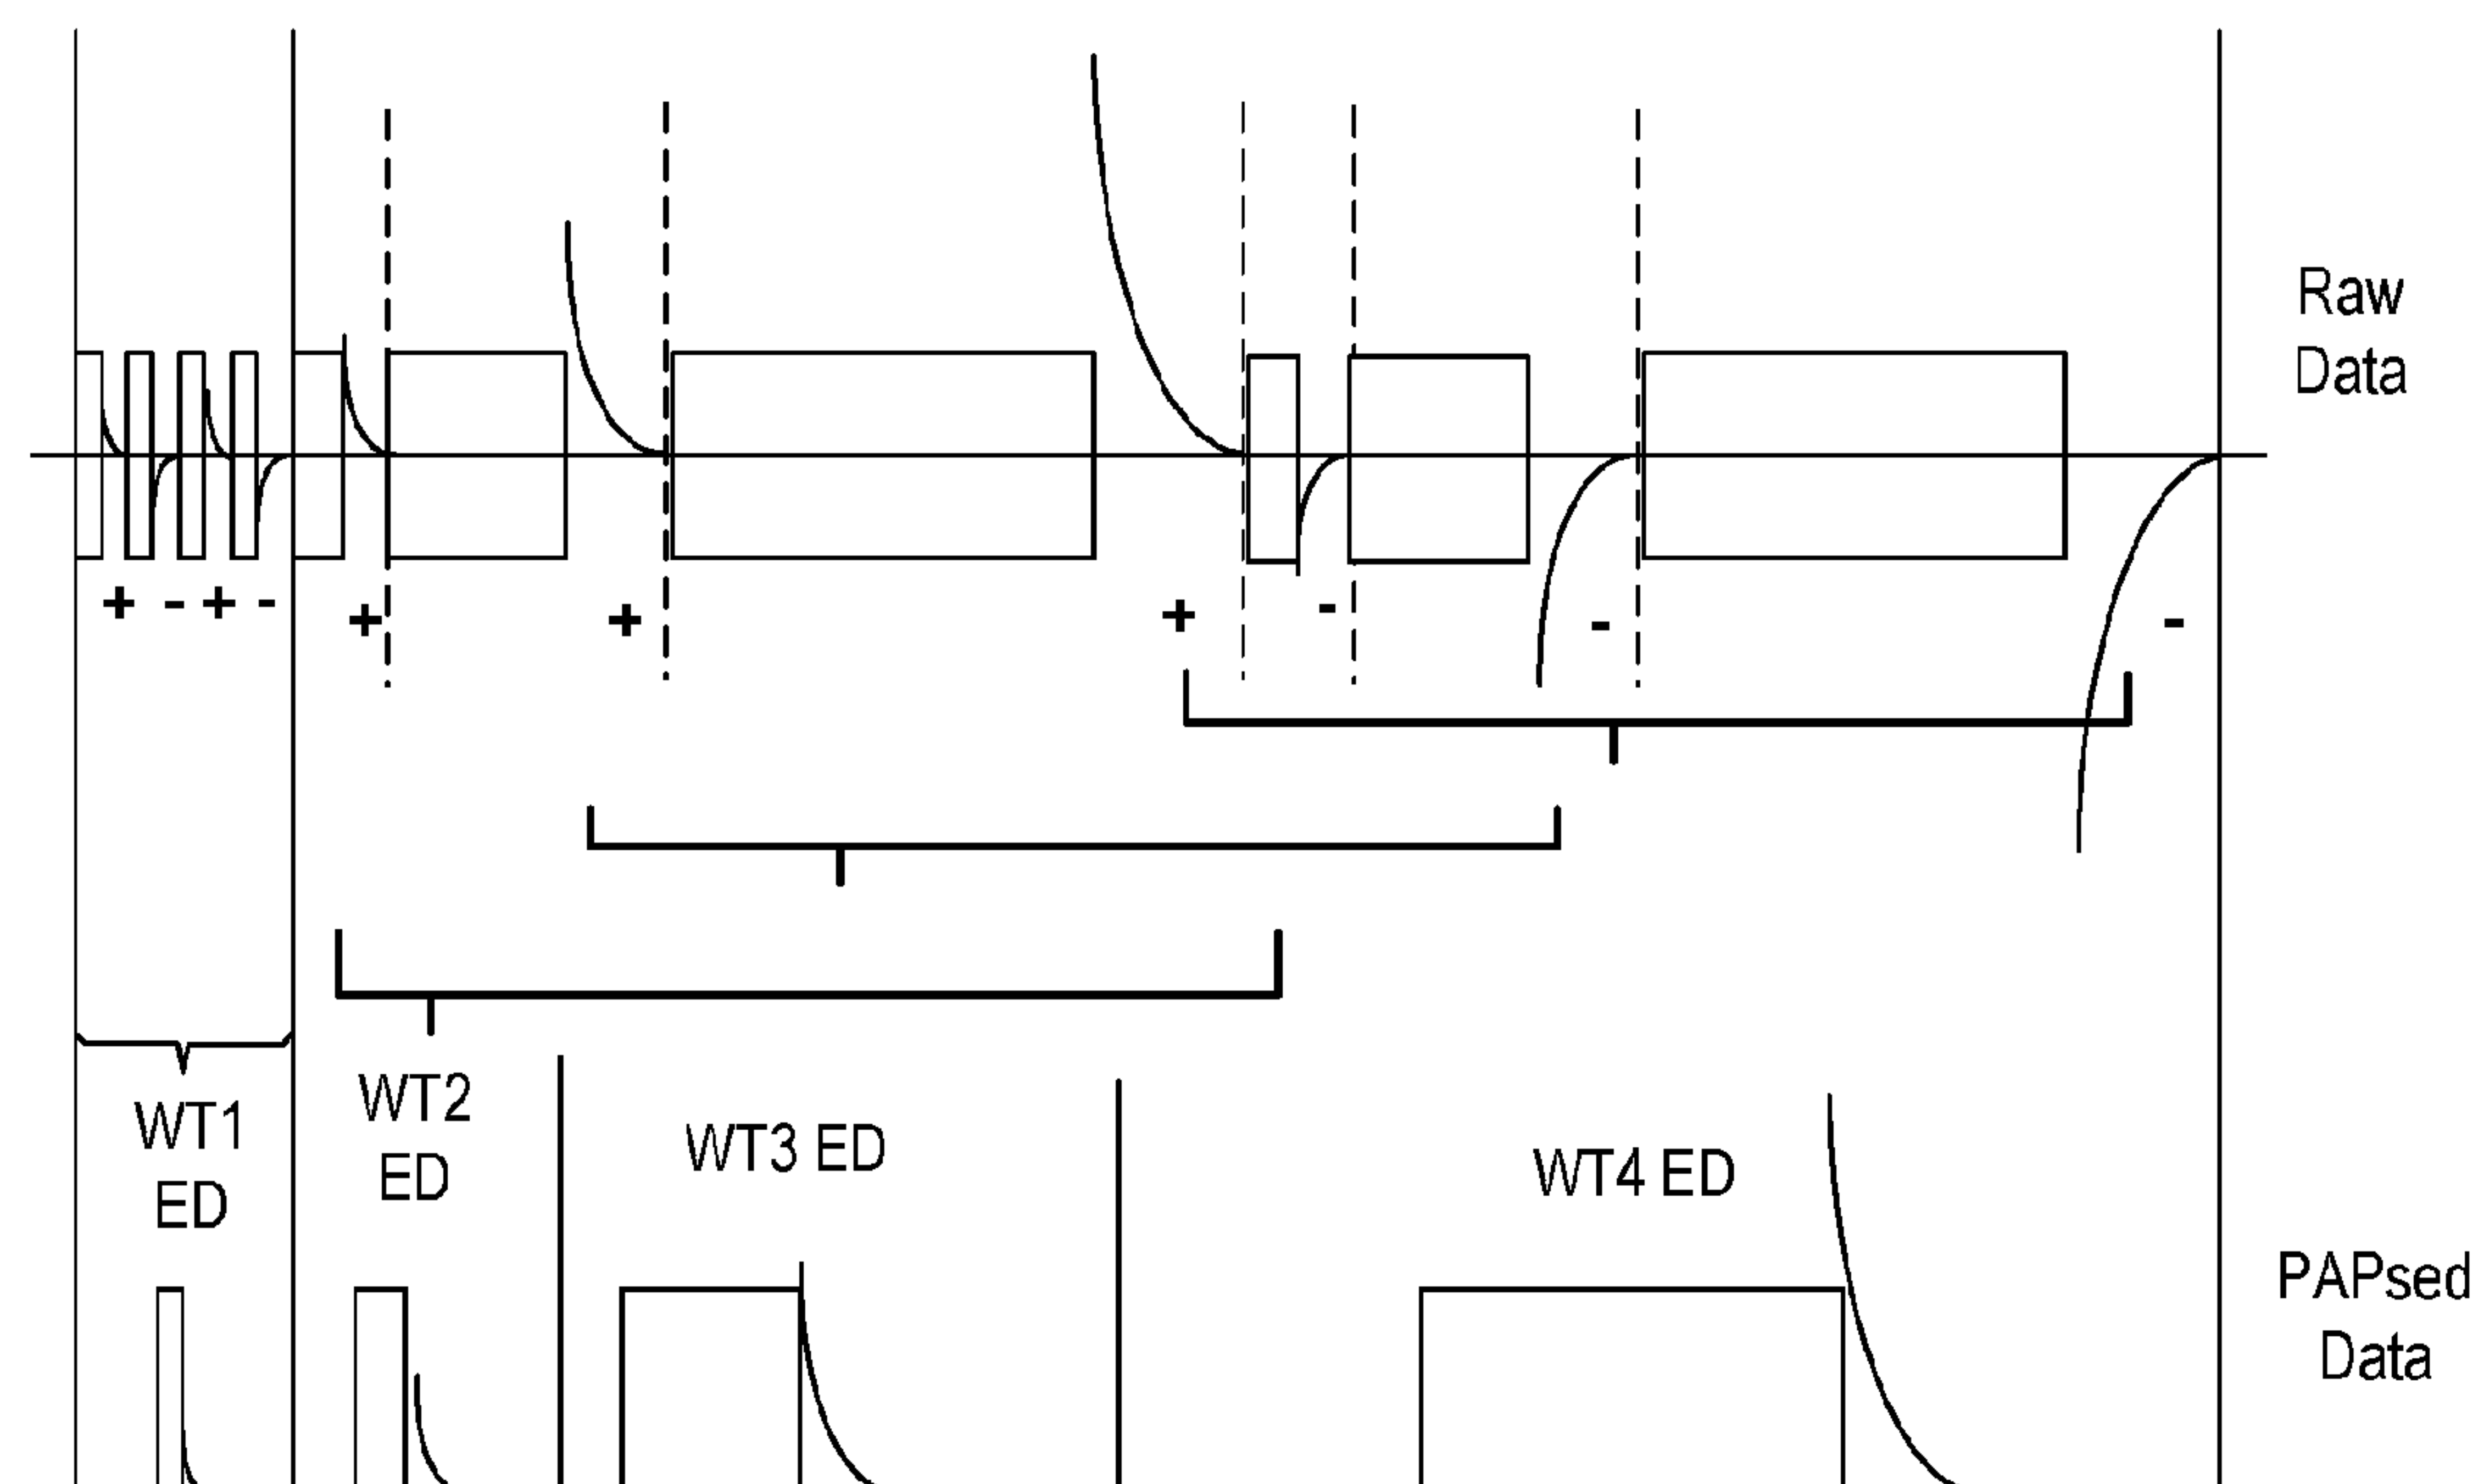 Raw
Data
+ - + -
+
+
+
-
-
-
WT1
ED
WT2
ED
WT3 ED
WT4 ED
PAPsed
Data